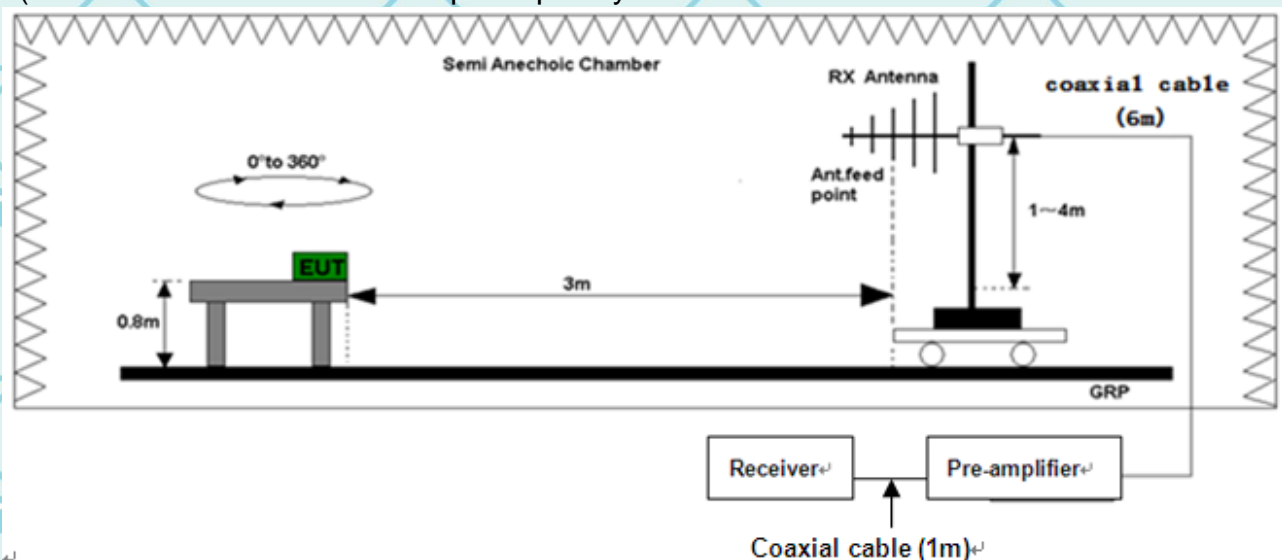 Semi Anechoic Chamber
RX Antenna
coaxial cable
(6m)
0°to 360°
Ant.feed
point
1～4m
EUT
3m
0.8m
GRP
Receiver↵
Pre-amplifier↵
Coaxial cable (1m)↵
↵